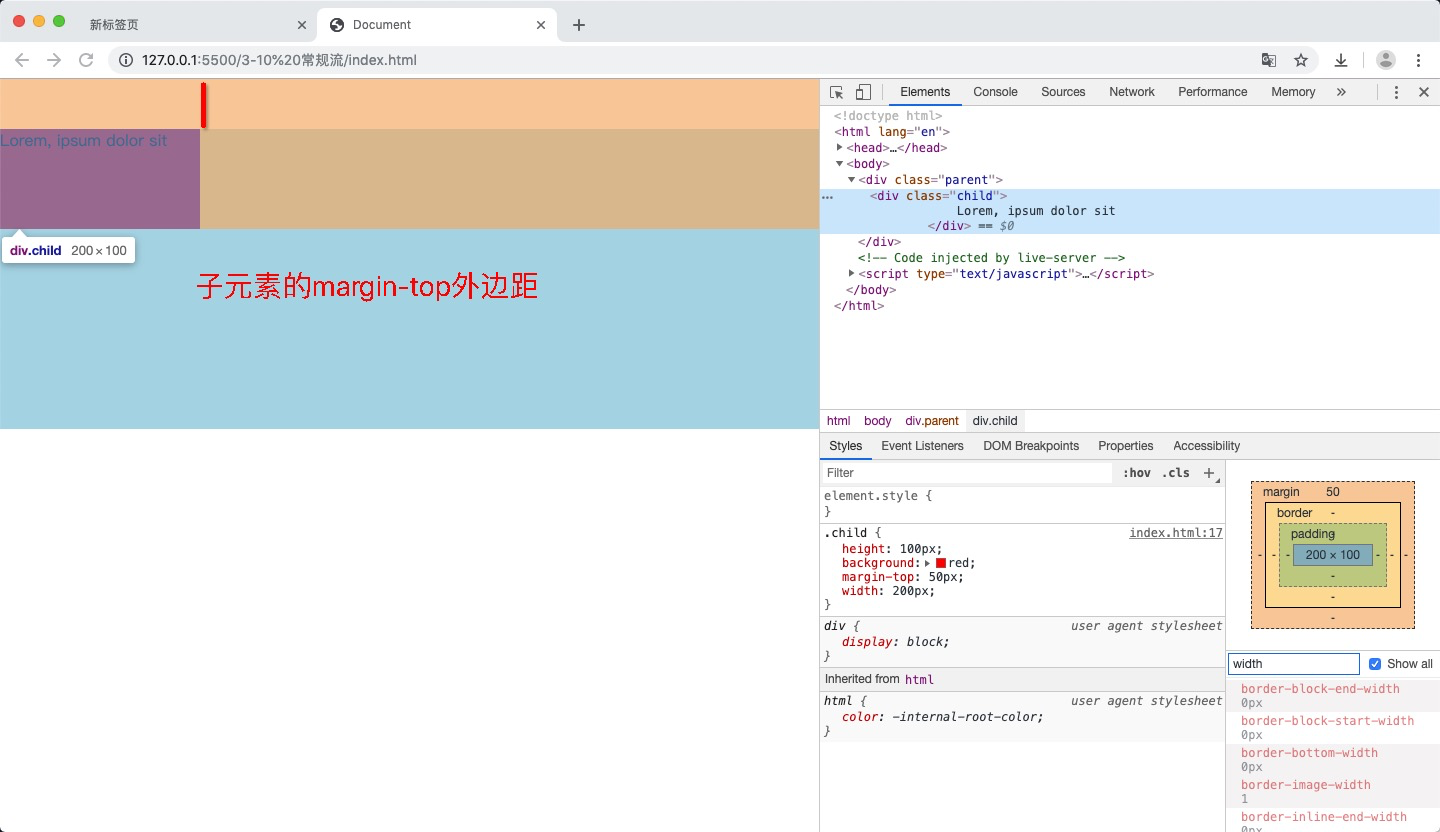 新标签页
Document
127.0.0.1:5500/3-10%20常规流/index.html
Lorem, ipsum dolor sit
div.child 200×100
子元素的margin-top外边距
Elements Console Sources Network Performance Memory »
<!doctype html>
<html lang="en">
<head>…</head>
<body>
<div class="parent">
<div class="child">
Lorem, ipsum dolor sit
</div> == $0
</div>
<!-- Code injected by live-server -->
<script type="text/javascript">…</script>
</body>
</html>
html body div.parent div.child
Styles Event Listeners DOM Breakpoints Properties Accessibility
Filter :hov .cls +
element.style {
}
.child { index.html:17
height: 100px;
background: red;
margin-top: 50px;
width: 200px;
}
div { user agent stylesheet
display: block;
}
Inherited from html
html { user agent stylesheet
color: -internal-root-color;
}
margin 50
border -
padding -
- - - 200 × 100 - - -
-
-
-
width Show all
border-block-end-width
0px
border-block-start-width
0px
border-bottom-width
0px
border-image-width
1
border-inline-end-width
0px